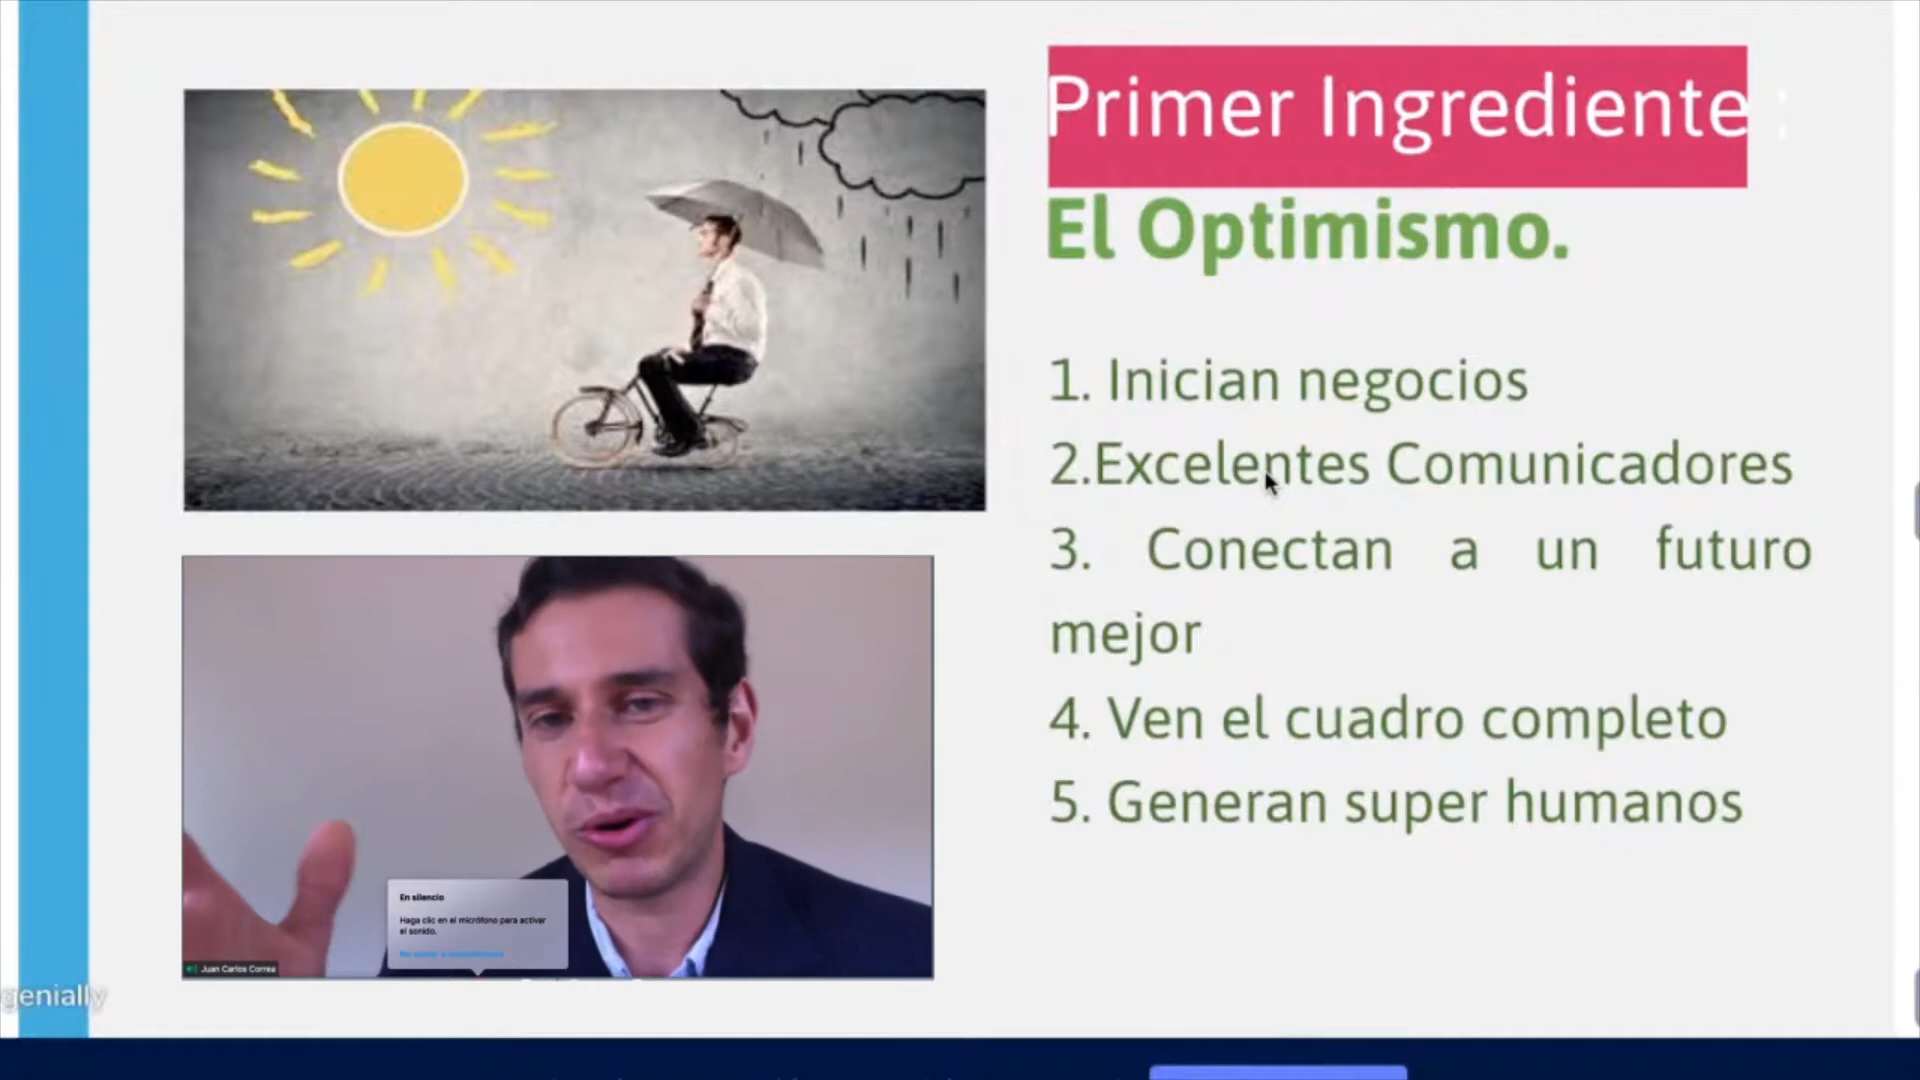 Primer Ingrediente :
El Optimismo.
1. Inician negocios
2.Excelentes Comunicadores
3. Conectan a un futuro
mejor
4. Ven el cuadro completo
5. Generan super humanos
En silencio
Haga clic en el micrófono para activar
el sonido.
Juan Carlos Correa
genially